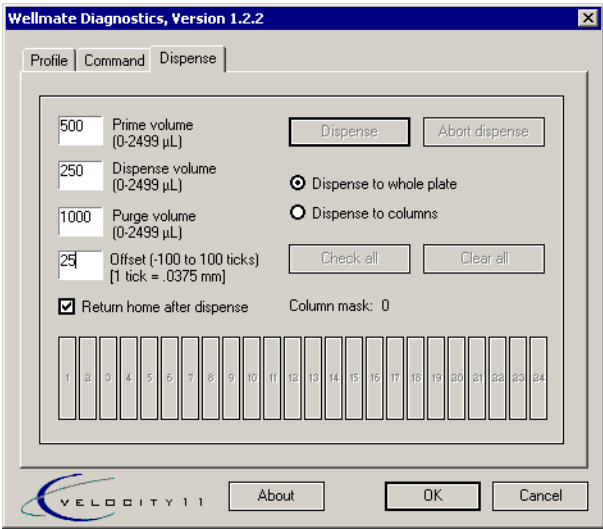 Wellmate Diagnostics, Version 1.2.2
Profile Command Dispense
500 Prime volume
(0-2499 µL)
250 Dispense volume
(0-2499 µL)
1000 Purge volume
(0-2499 µL)
25 Offset (-100 to 100 ticks)
[1 tick = .0375 mm]
Return home after dispense
Dispense Abort dispense
Dispense to whole plate
Dispense to columns
Check all Clear all
Column mask: 0
1 2 3 4 5 6 7 8 9 10 11 12 13 14 15 16 17 18 19 20 21 22 23 24
VELOCITY11
About OK Cancel